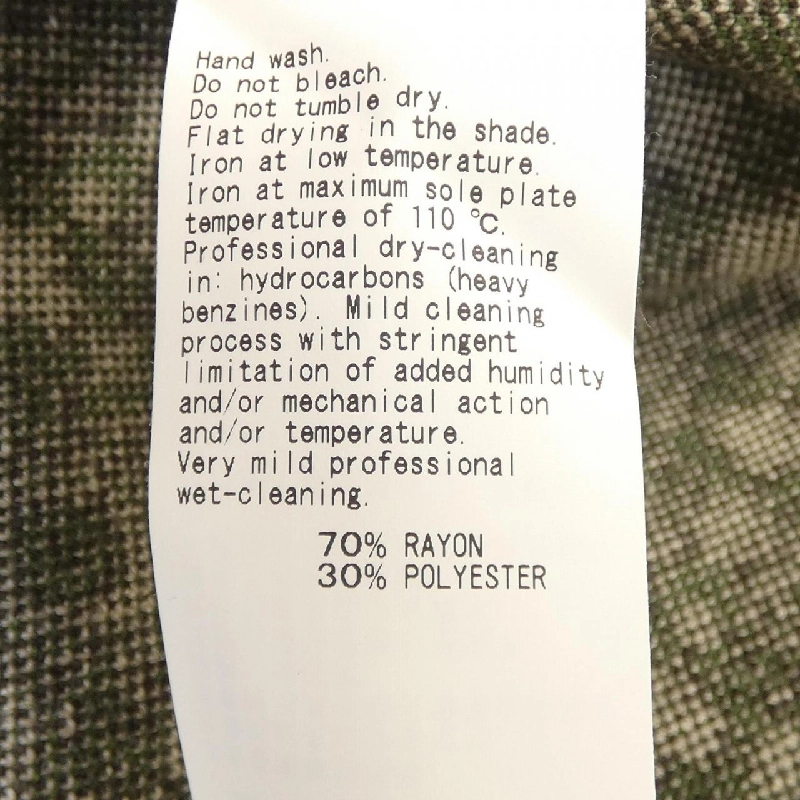 Hand wash.
Do not bleach.
Do not tumble dry.
Flat drying in the shade.
Iron at low temperature.
Iron at maximum sole plate
temperature of 110 ℃.
Professional dry-cleaning
in: hydrocarbons (heavy
benzines). Mild cleaning
process with stringent
limitation of added humidity
and/or mechanical action
and/or temperature.
Very mild professional
wet-cleaning.
70% RAYON
30% POLYESTER